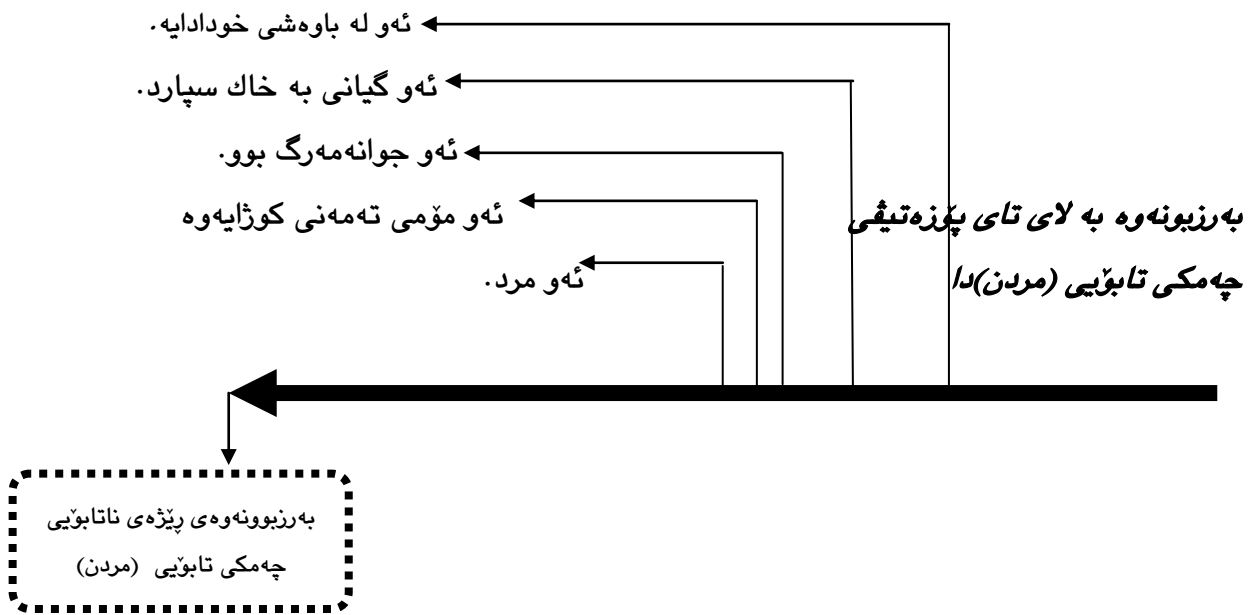 ئەو لە باوەشی خودادایە.
ئەو گیانی بە خاك سپارد.
ئەو جوانەمەرگ بوو.
ئەو مۆمی تەمەنی کوژایەوە
ئەو مرد.
بەرزبونەوە بە لای تای پۆزەتیڤی
چەمکی تابۆیی (مردن)دا
بەرزبوونەوەی ڕێژەی ناتابۆیی
چەمکی تابۆیی (مردن)